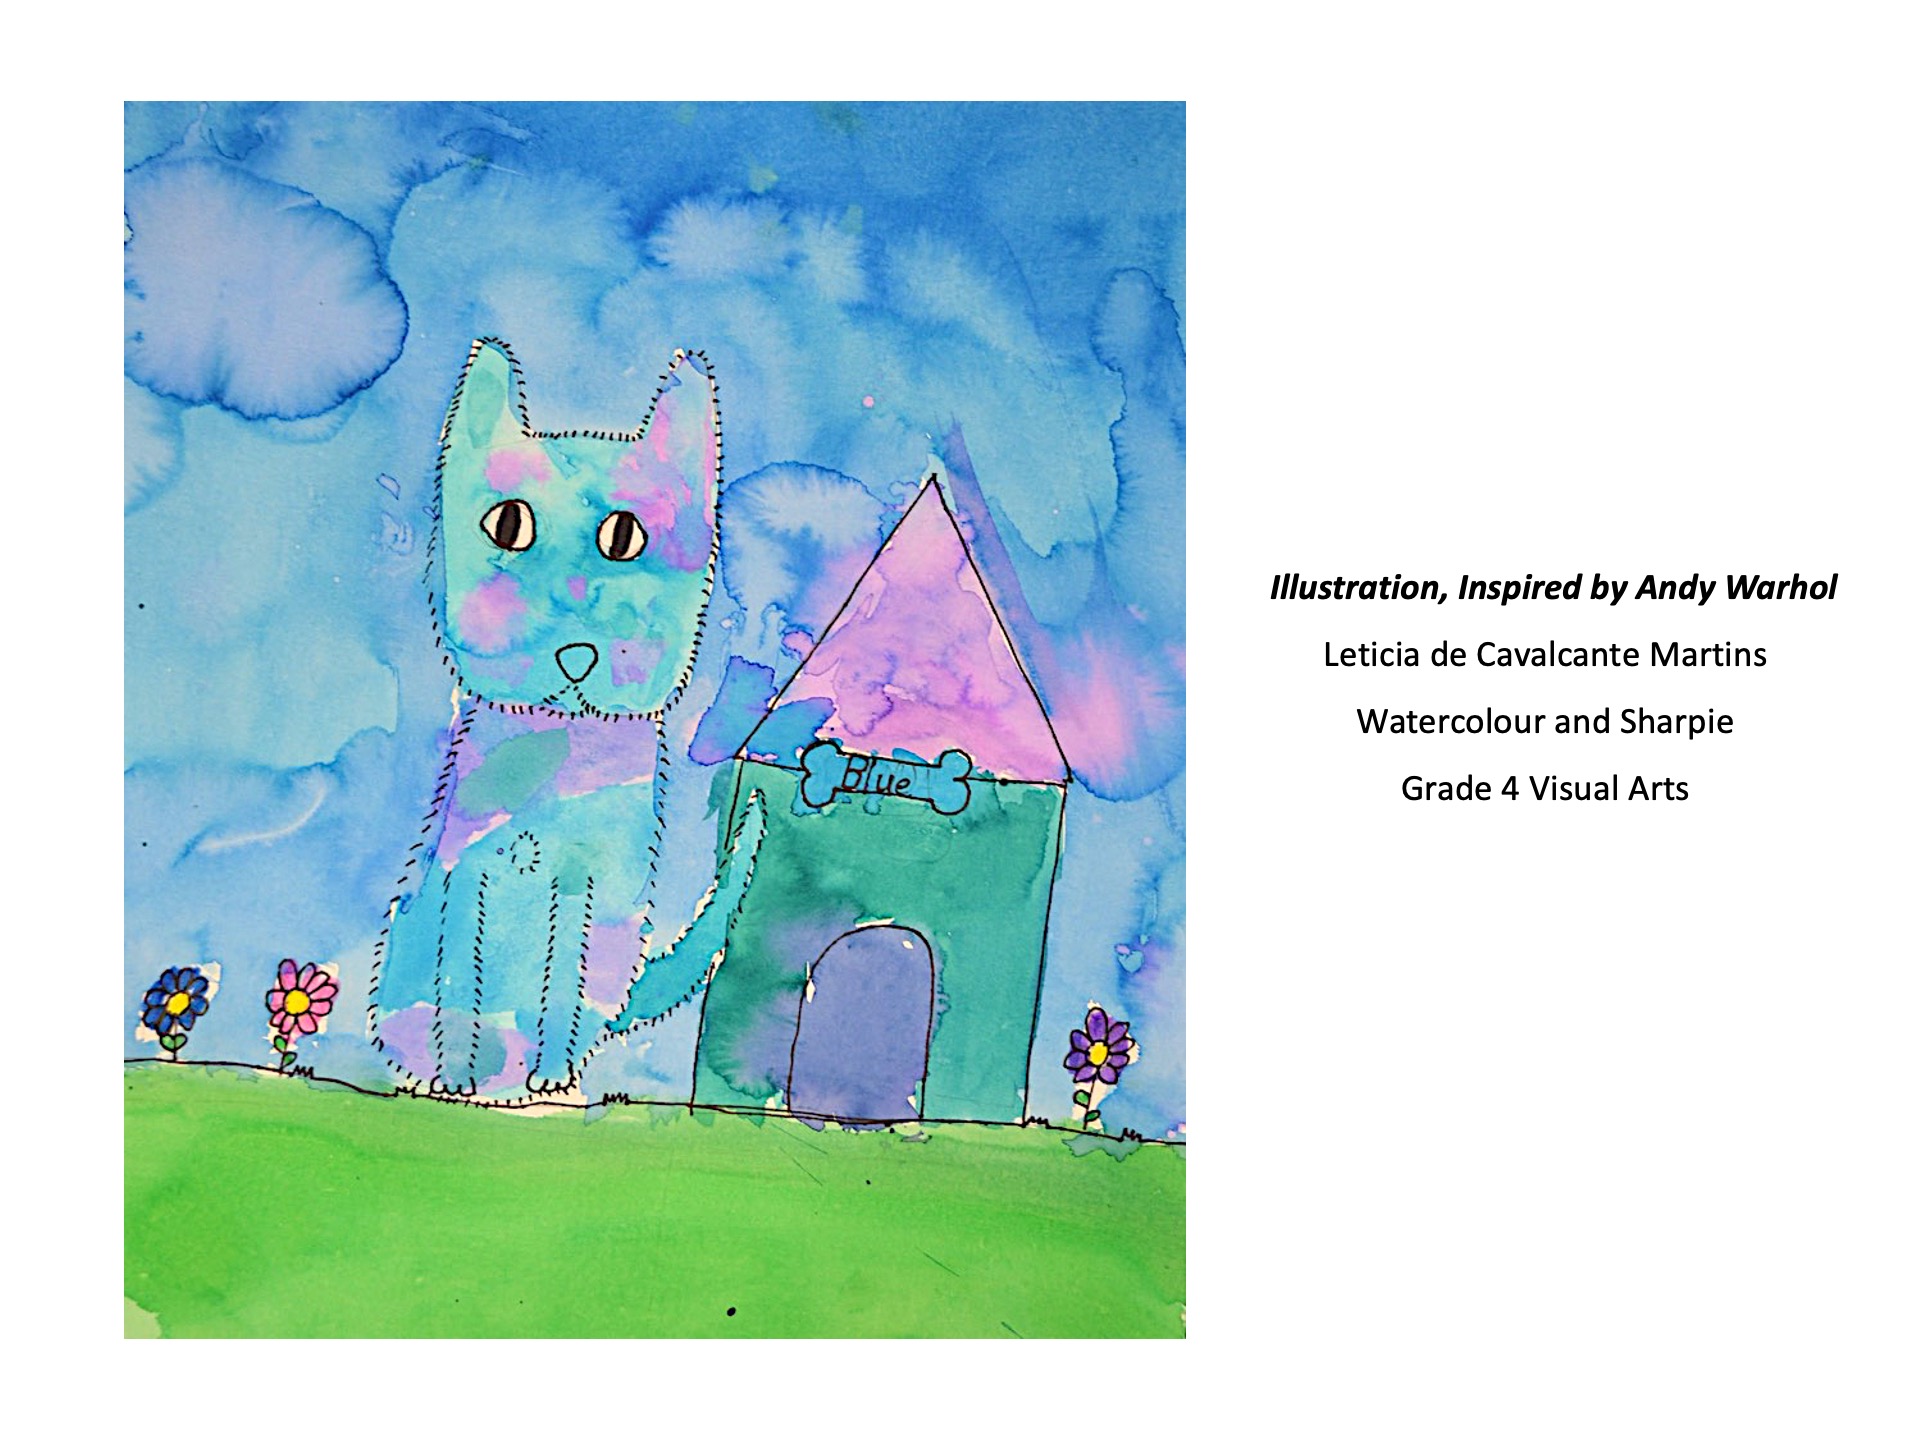 Blue
Illustration, Inspired by Andy Warhol
Leticia de Cavalcante Martins
Watercolour and Sharpie
Grade 4 Visual Arts